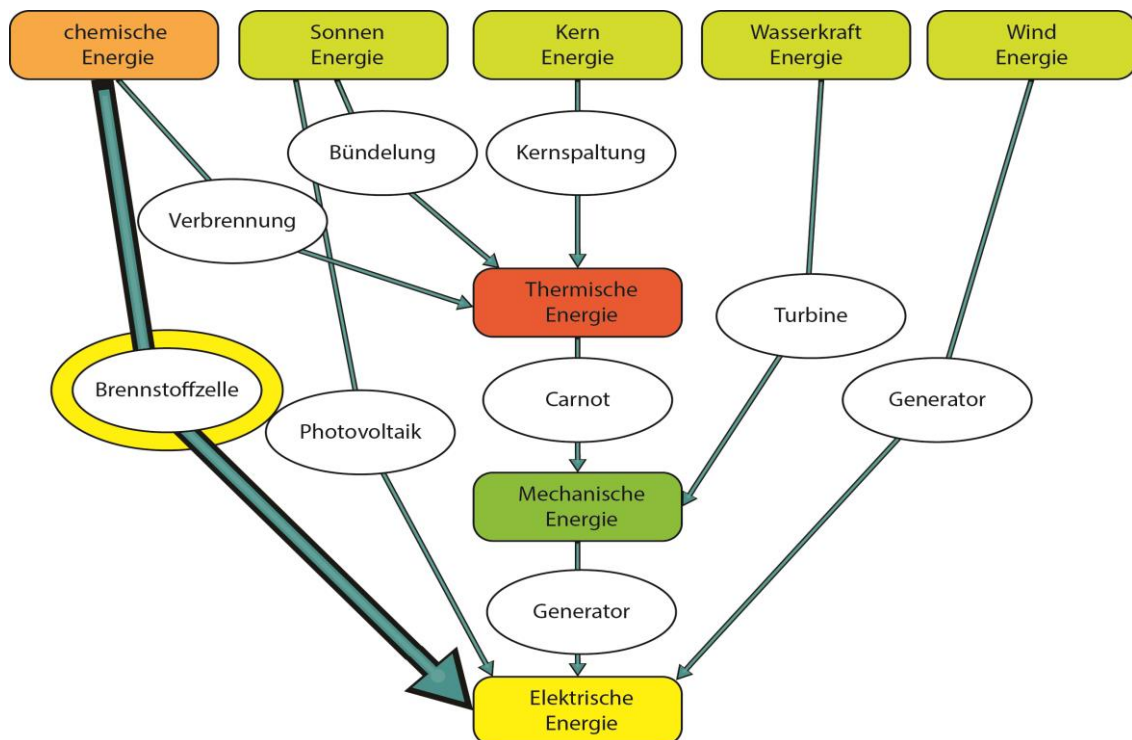 chemische
Energie
Sonnen
Energie
Kern
Energie
Wasserkraft
Energie
Wind
Energie
Bündelung
Kernspaltung
Verbrennung
Thermische
Energie
Turbine
Brennstoffzelle
Carnot
Generator
Photovoltaik
Mechanische
Energie
Generator
Elektrische
Energie